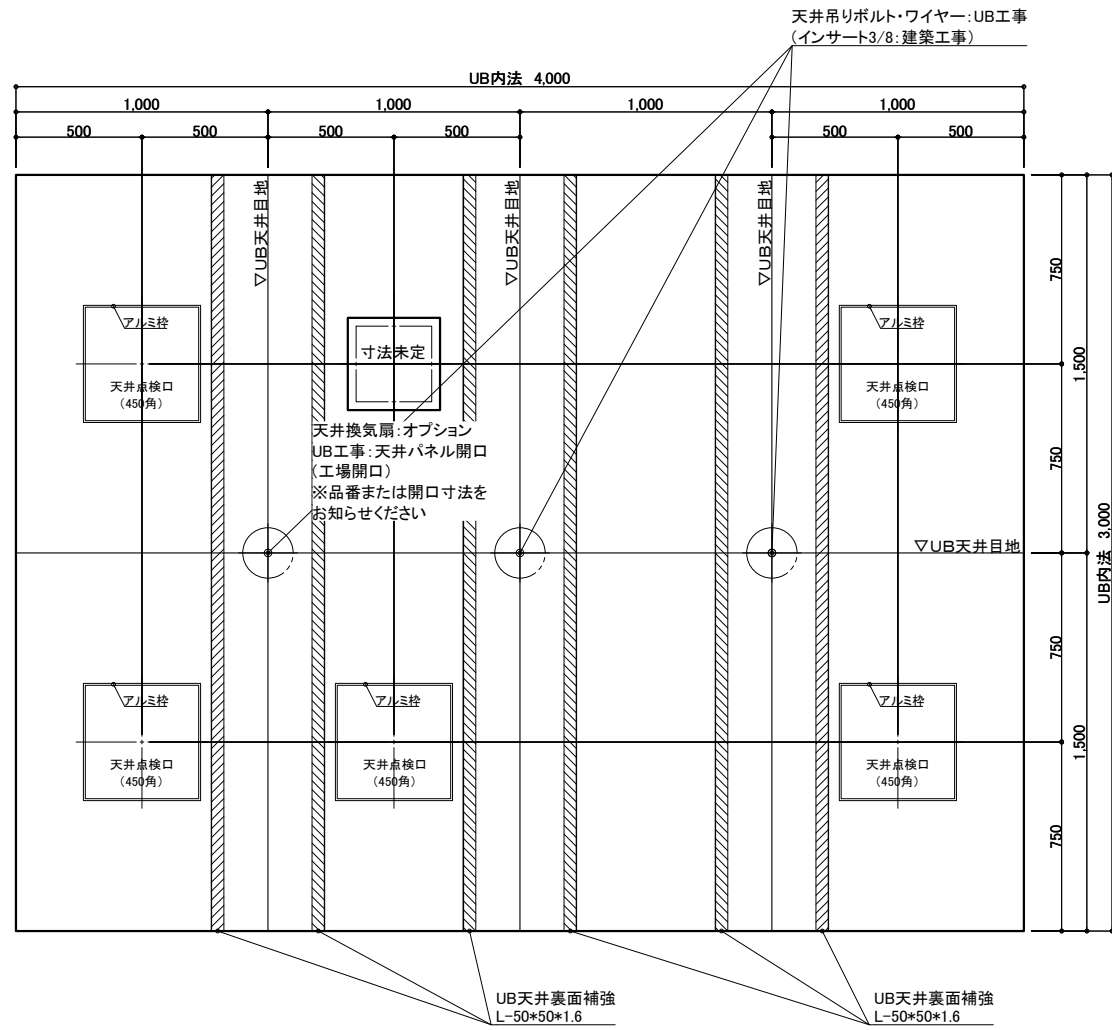 天井吊りボルト・ワイヤー：UB工事
(インサート3/8：建築工事)
UB内法 4,000
1,000
1,000
1,000
1,000
500
500
500
500
500
500
▽UB天井目地
▽UB天井目地
▽UB天井目地
750
アルミ枠
天井点検口
(450角)
寸法未定
アルミ枠
天井点検口
(450角)
1,500
天井換気扇：オプション
UB工事：天井パネル開口
(工場開口)
※品番または開口寸法を
お知らせください
750
UB内法 3,000
▽UB天井目地
750
アルミ枠
天井点検口
(450角)
アルミ枠
天井点検口
(450角)
アルミ枠
天井点検口
(450角)
1,500
750
UB天井裏面補強
L-50*50*1.6
UB天井裏面補強
L-50*50*1.6